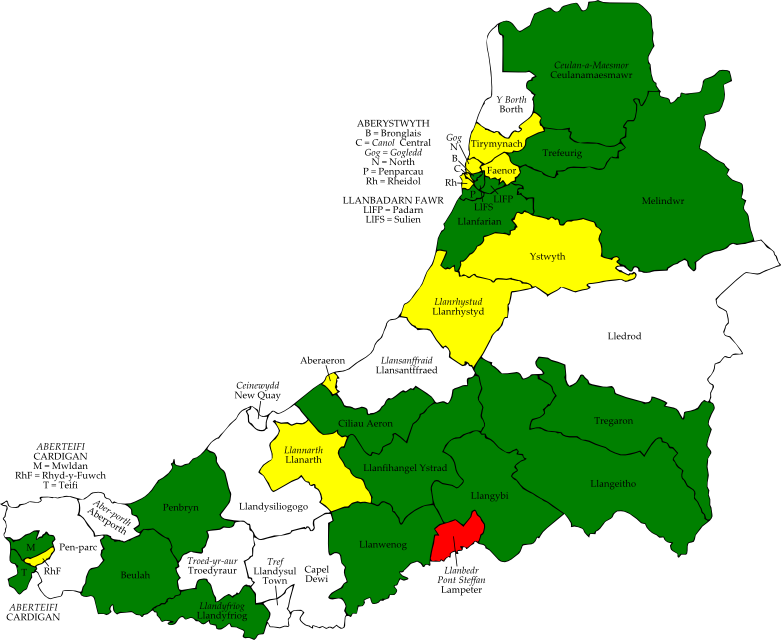 Ceulan-a-Maesmor
Ceulanamaesmawr
Y Borth
Borth
ABERYSTWYTH
B = Bronglais
C = Canol Central
Gog = Gogledd
N = North
P = Penparcau
Rh = Rheidol
LLANBADARN FAWR
LlFP = Padarn
LlFS = Sulien
Gog
N
B
C
Rh
P
Tirymynach
Trefeurig
Faenor
LlFP
LlFS
Melindwr
Llanfarian
Ystwyth
Llanrhystud
Llanrhystyd
Lledrod
Aberaeron
Llansanffraid
Llansantffraed
Ceinewydd
New Quay
Ciliau Aeron
Tregaron
ABERTEIFI
CARDIGAN
M = Mwldan
RhF = Rhyd-y-Fuwch
T = Teifi
Llannarth
Llanarth
Llanfihangel Ystrad
Llangeitho
Llangybi
Penbryn
Llandysiliogogo
Aber-porth
Aberporth
M
Pen-parc
T
RhF
Beulah
Troed-yr-aur
Troedyraur
Tref
Llandysul
Town
Capel
Dewi
Llanwenog
Llanbedr
Pont Steffan
Lampeter
Llandyfriog
Llandyfriog
ABERTEIFI
CARDIGAN